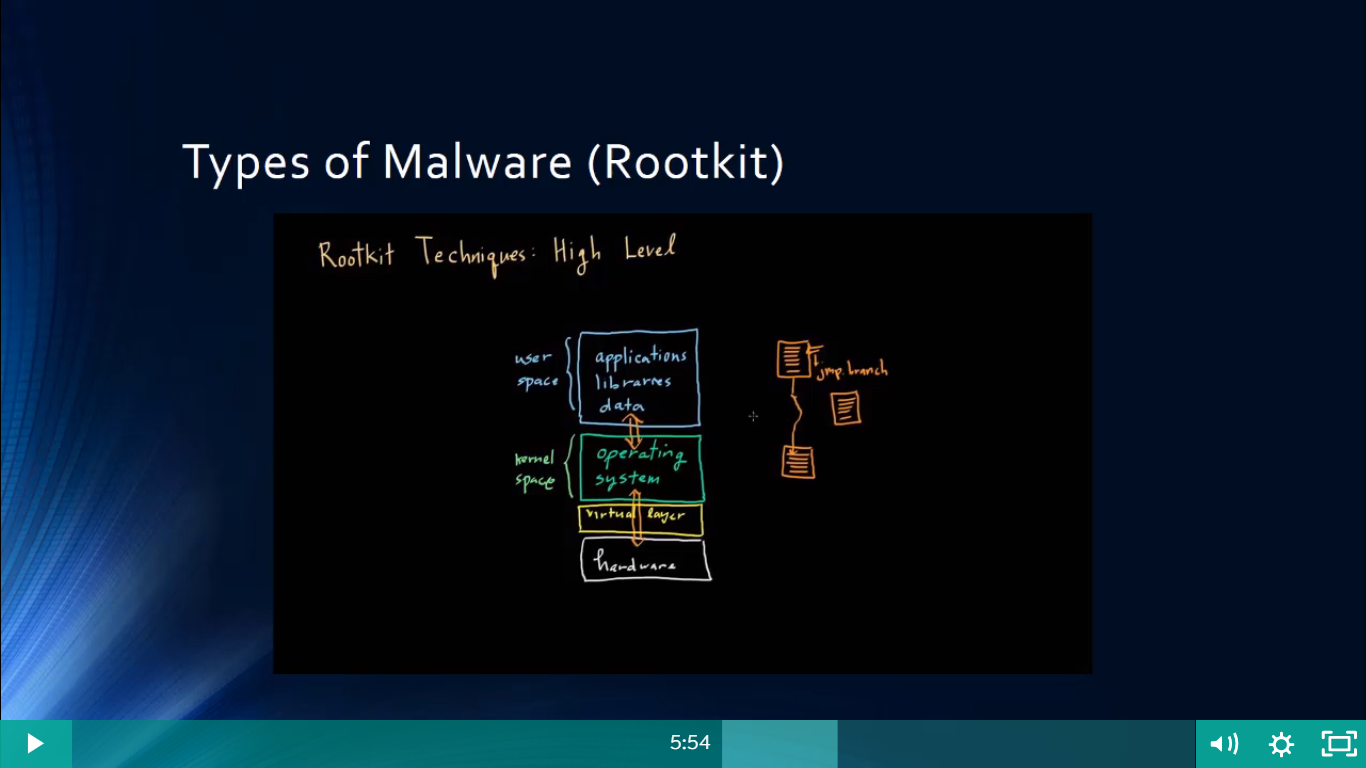 Types of Malware (Rootkit)
Rootkit Techniques: High Level
user
space
applications
libraries
data
jmp. branch
kernel
space
operating
system
virtual layer
hardware
5:54